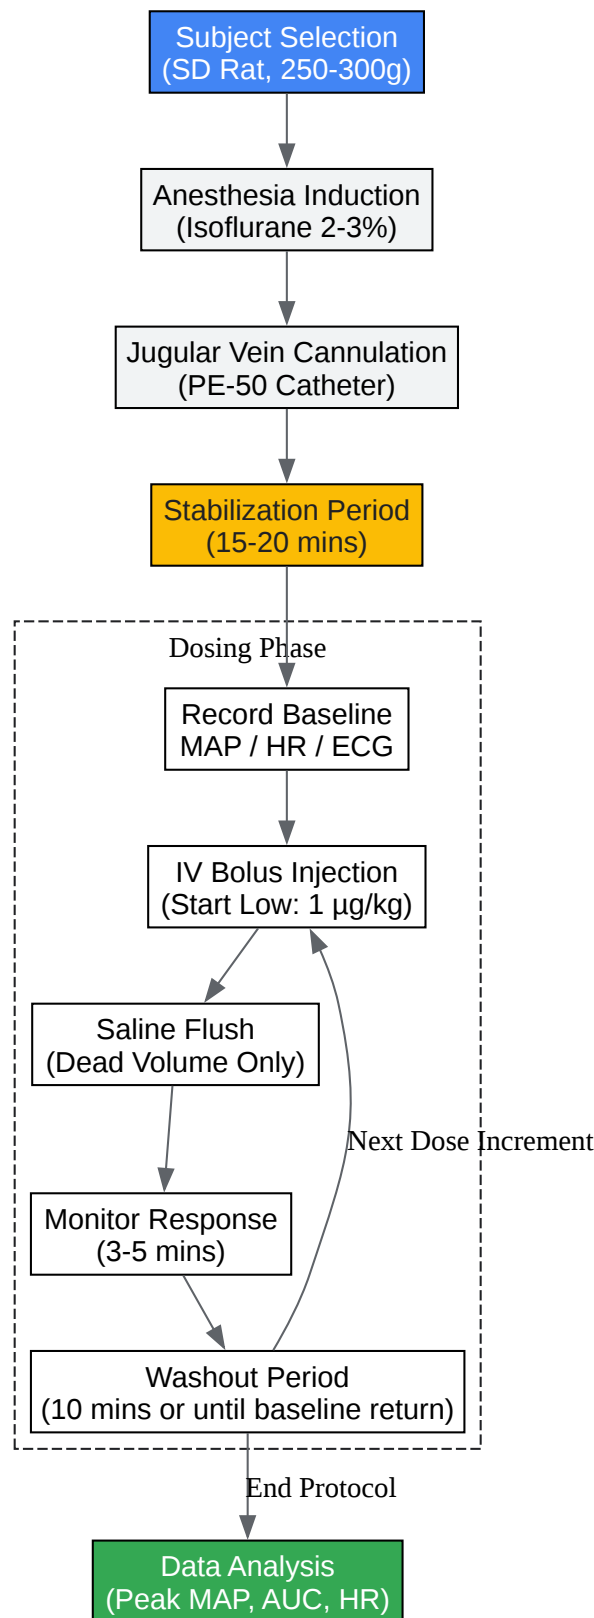 Subject Selection
(SD Rat, 250-300g)
Anesthesia Induction
(Isoflurane 2-3%)
Jugular Vein Cannulation
(PE-50 Catheter)
Stabilization Period
(15-20 mins)
Dosing Phase
Record Baseline
MAP / HR / ECG
IV Bolus Injection
(Start Low: 1 µg/kg)
Saline Flush
(Dead Volume Only)
Next Dose Increment
Monitor Response
(3-5 mins)
Washout Period
(10 mins or until baseline return)
End Protocol
Data Analysis
(Peak MAP, AUC, HR)